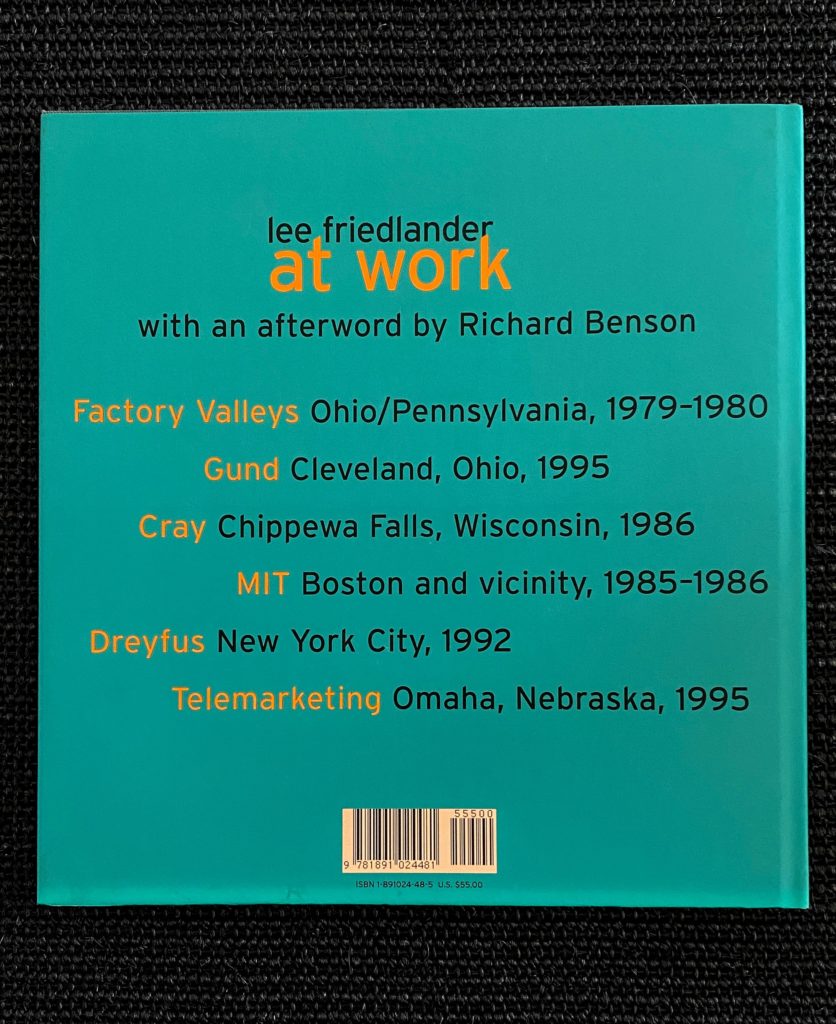 lee friedlander
at work
with an afterword by Richard Benson
Factory Valleys Ohio/Pennsylvania, 1979–1980
Gund Cleveland, Ohio, 1995
Cray Chippewa Falls, Wisconsin, 1986
MIT Boston and vicinity, 1985–1986
Dreyfus New York City, 1992
Telemarketing Omaha, Nebraska, 1995
55500
9 781891 024481
ISBN 1-891024-48-5 U.S. $55.00